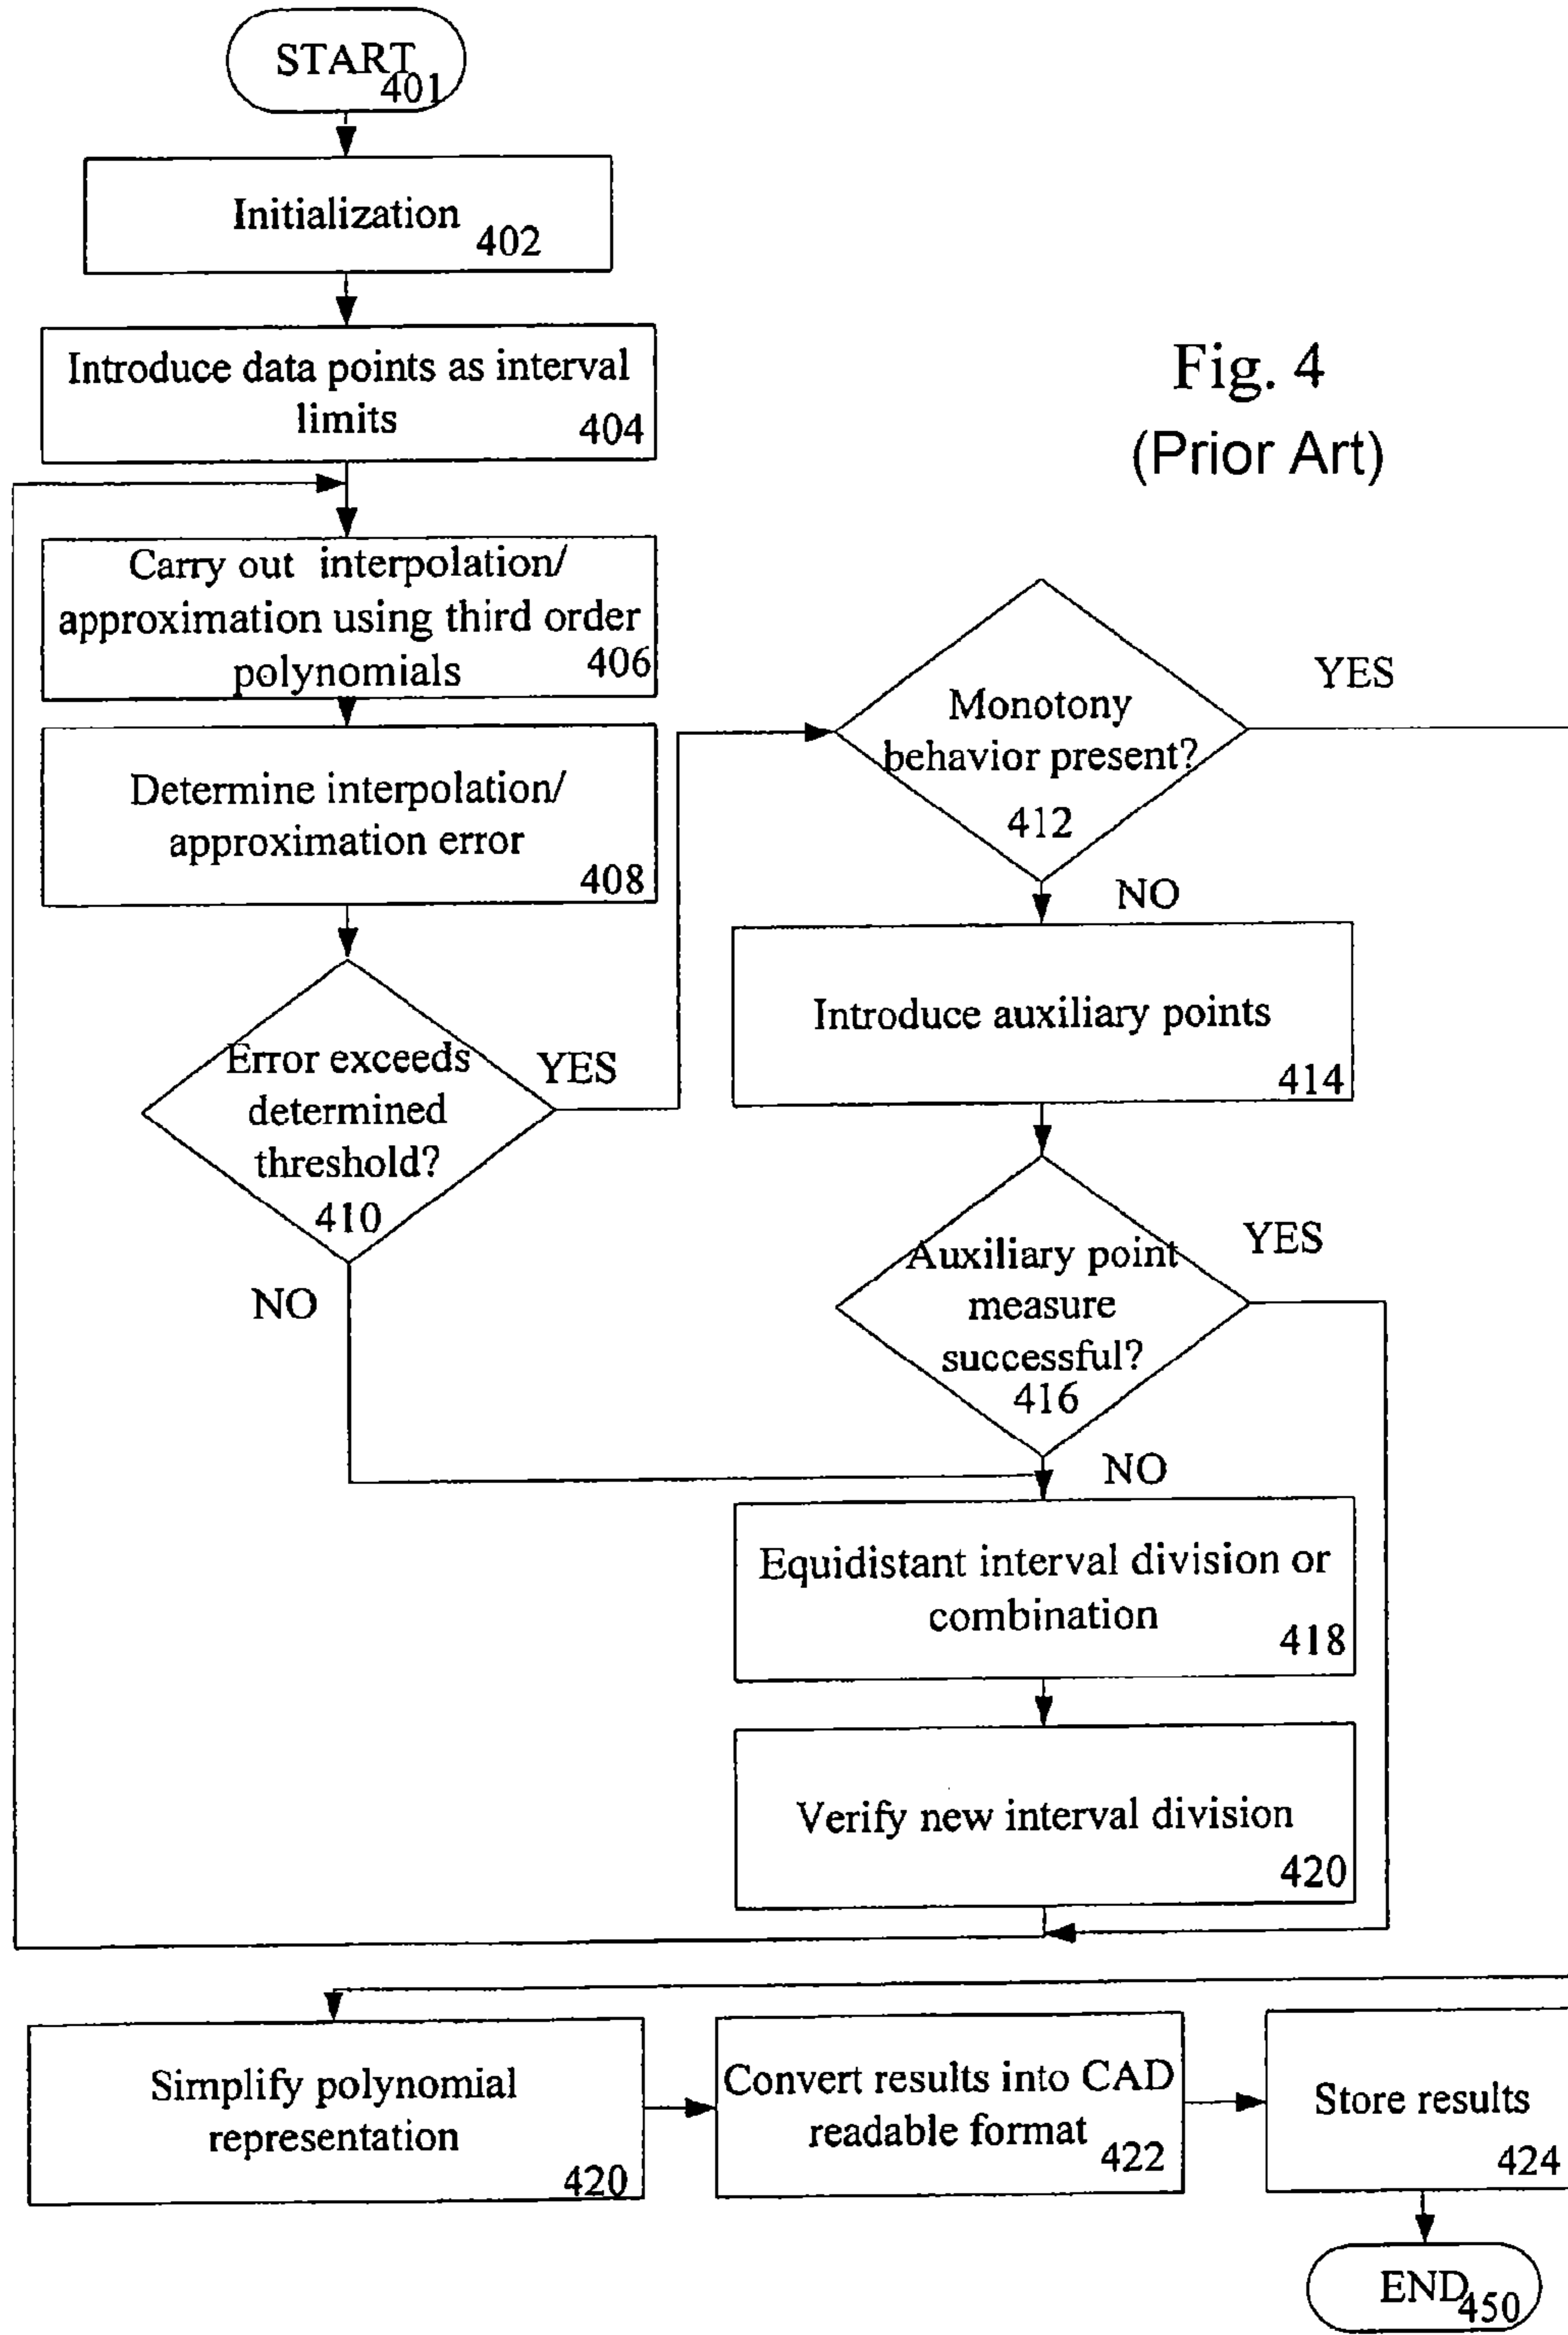 START
401
Initialization
402
Introduce data points as interval
limits
404
Fig. 4
(Prior Art)
Carry out interpolation/
approximation using third order
polynomials
406
Determine interpolation/
approximation error
408
Error exceeds
determined
threshold?
410
YES
NO
Monotony
behavior present?
412
YES
NO
Introduce auxiliary points
414
Auxiliary point
measure
successful?
416
YES
NO
Equidistant interval division or
combination
418
Verify new interval division
420
Simplify polynomial
representation
420
Convert results into CAD
readable format
422
Store results
424
END
450